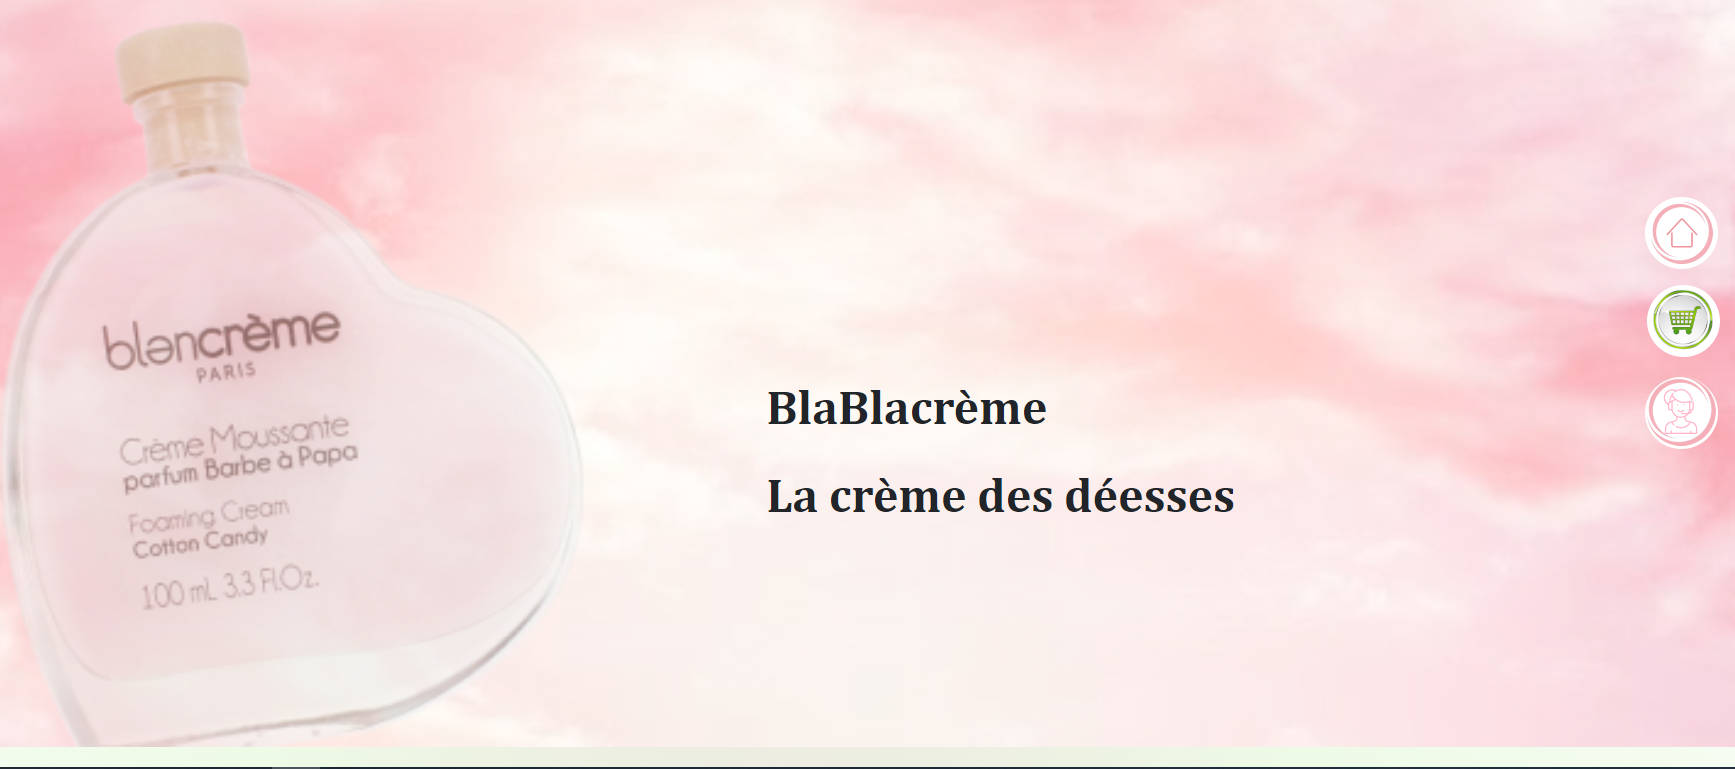 blancrème
PARIS
Crème Moussante
parfum Barbe à Papa
Foaming Cream
Cotton Candy
100 mL 3.3 Fl.Oz.
BlaBlacrème
La crème des déesses